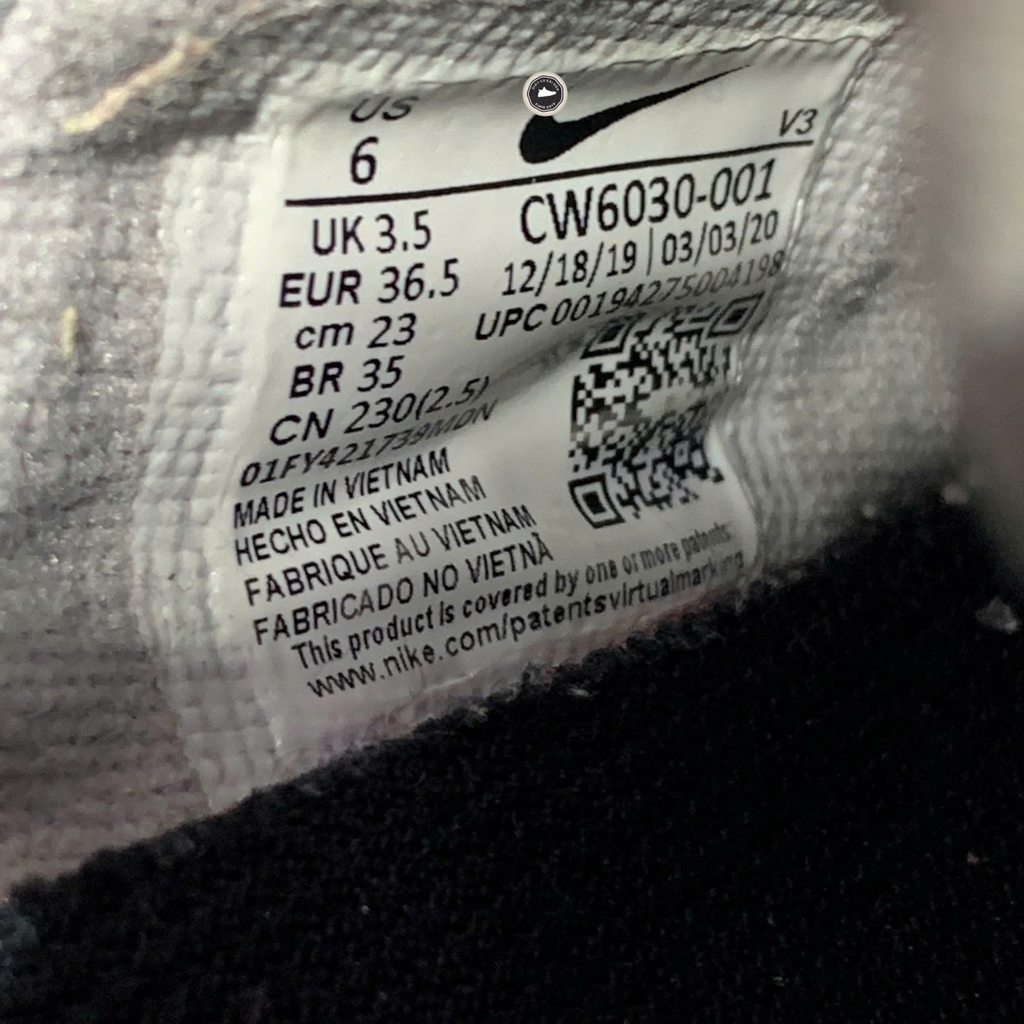 US
6
V3
UK 3.5
CW6030-001
EUR 36.5
12/18/19 | 03/03/20
cm 23
UPC 00194275004198
BR 35
CN 230(2.5)
01FY421739MDN
MADE IN VIETNAM
HECHO EN VIETNAM
FABRIQUE AU VIETNAM
FABRICADO NO VIETNÃ
This product is covered by one or more patents.
www.nike.com/patentsvirtualmarking